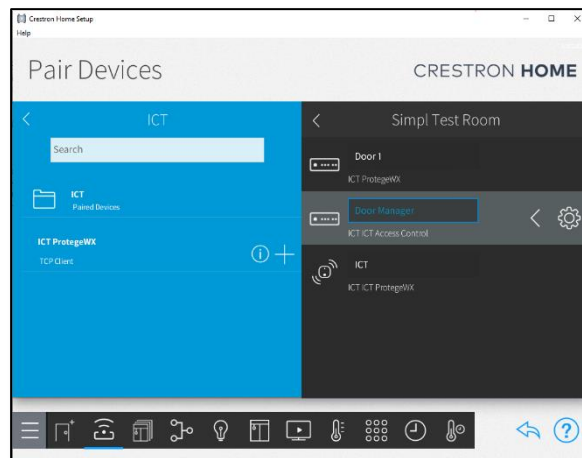 Crestron Home Setup
Help
Pair Devices
CRESTRON HOME
ICT
Search
ICT
Paired Devices
ICT ProtegeWX
TCP Client
Simpl Test Room
Door 1
ICT ProtegeWX
Door Manager
ICT ICT Access Control
ICT
ICT ICT ProtegeWX